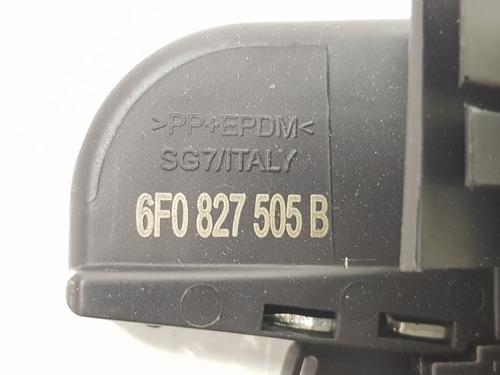 >PP+EPDM<
SG7/ITALY
6F0 827 505 B